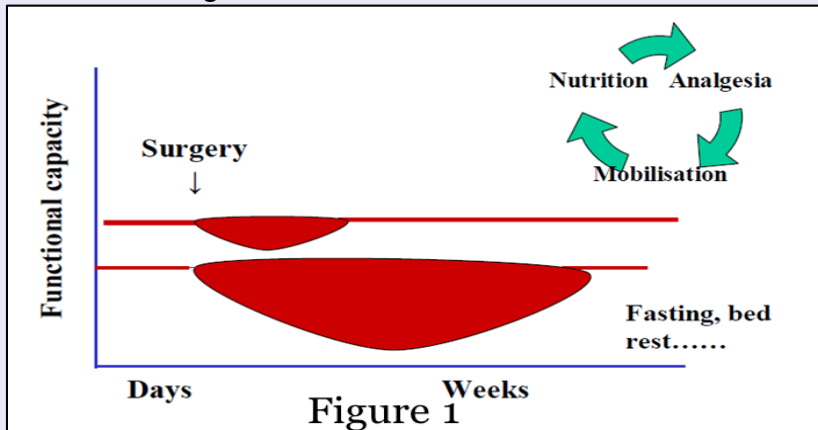 Nutrition Analgesia
Mobilisation
Surgery
↓
Functional capacity
Fasting, bed
rest......
Days Weeks
Figure 1